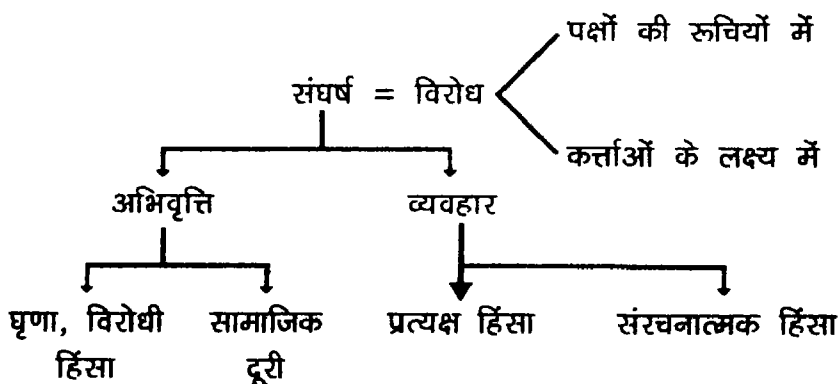 पक्षों की रूचियों में
संघर्ष = विरोध
कर्त्ताओं के लक्ष्य में
अभिवृत्ति व्यवहार
घृणा, विरोधी सामाजिक प्रत्यक्ष हिंसा संरचनात्मक हिंसा
हिंसा दूरी